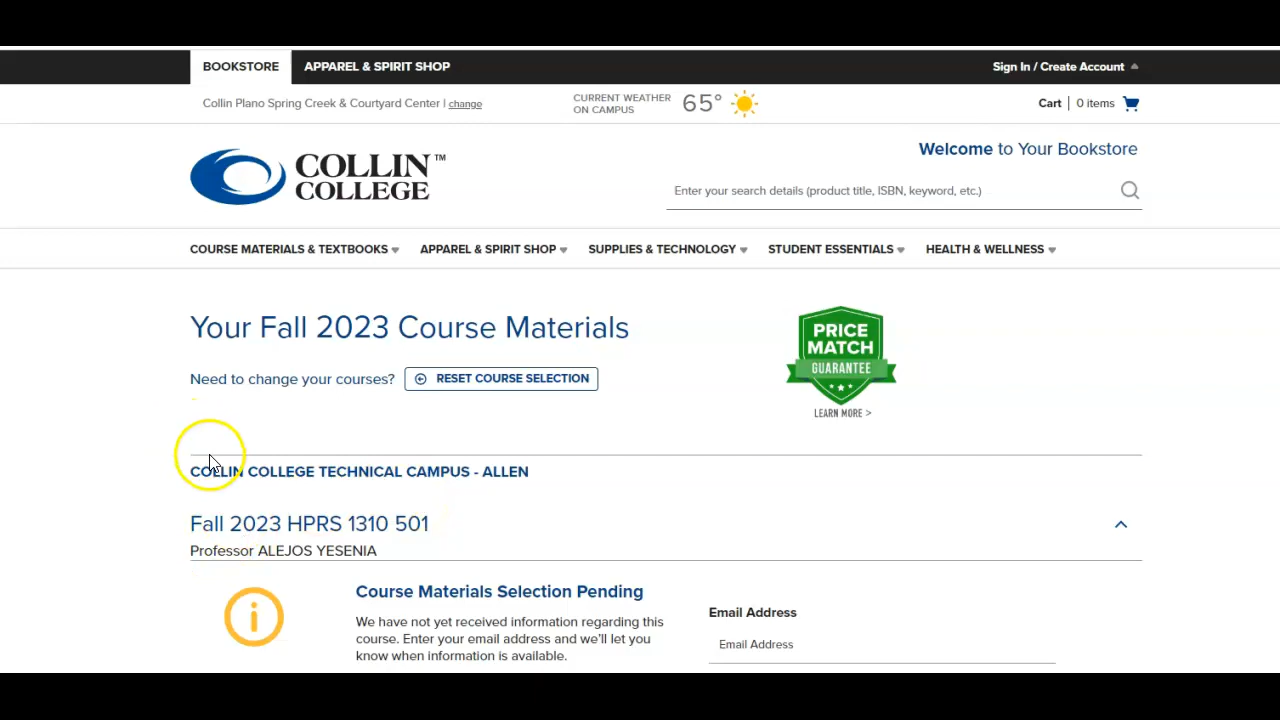 BOOKSTORE APPAREL & SPIRIT SHOP Sign In / Create Account
Collin Plano Spring Creek & Courtyard Center | change CURRENT WEATHER ON CAMPUS 65° Cart | 0 items
COLLIN™
COLLEGE
Welcome to Your Bookstore
Enter your search details (product title, ISBN, keyword, etc.)
COURSE MATERIALS & TEXTBOOKS APPAREL & SPIRIT SHOP SUPPLIES & TECHNOLOGY STUDENT ESSENTIALS HEALTH & WELLNESS
Your Fall 2023 Course Materials
Need to change your courses? RESET COURSE SELECTION
PRICE
MATCH
GUARANTEE
LEARN MORE >
COLLIN COLLEGE TECHNICAL CAMPUS - ALLEN
Fall 2023 HPRS 1310 501
Professor ALEJOS YESENIA
i
Course Materials Selection Pending
We have not yet received information regarding this
course. Enter your email address and we'll let you
know when information is available.
Email Address
Email Address